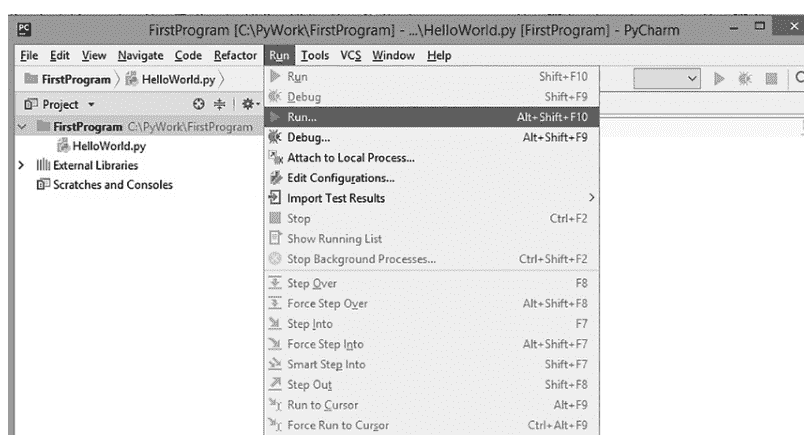 PC FirstProgram [C:\PyWork\FirstProgram] - ...\HelloWorld.py [FirstProgram] - PyCharm
File Edit View Navigate Code Refactor Run Tools VCS Window Help
FirstProgram HelloWorld.py
Run Shift+F10
Project
Debug Shift+F9
Run... Alt+Shift+F10
FirstProgram C:\PyWork\FirstProgram
Debug... Alt+Shift+F9
HelloWorld.py
Attach to Local Process...
External Libraries
Edit Configurations...
Scratches and Consoles
Import Test Results
Stop Ctrl+F2
Show Running List
Stop Background Processes... Ctrl+Shift+F2
Step Over F8
Force Step Over Alt+Shift+F8
Step Into F7
Force Step Into Alt+Shift+F7
Smart Step Into Shift+F7
Step Out Shift+F8
Run to Cursor Alt+F9
Force Run to Cursor Ctrl+Alt+F9